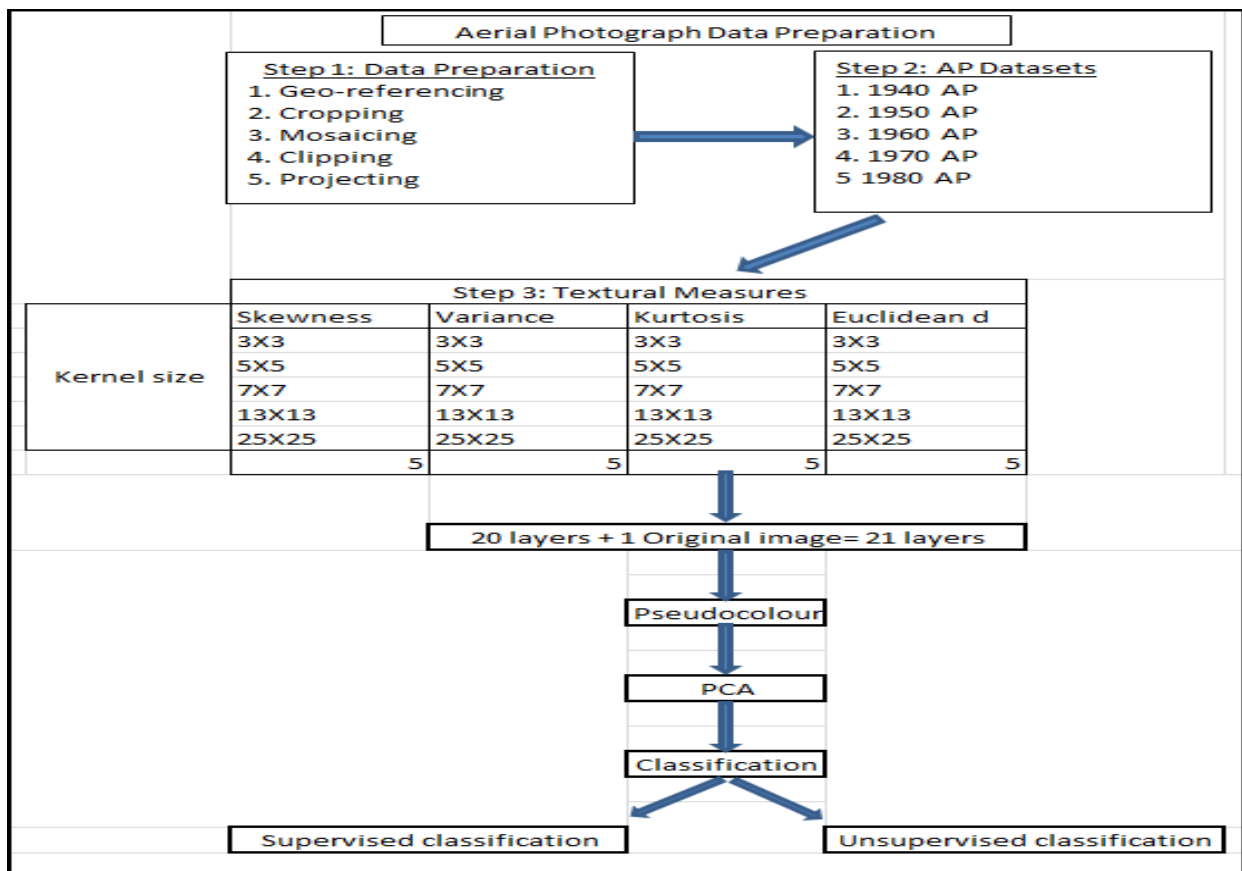 Aerial Photograph Data Preparation
Step 1: Data Preparation
1. Geo-referencing
2. Cropping
3. Mosaicing
4. Clipping
5. Projecting
Step 2: AP Datasets
1. 1940 AP
2. 1950 AP
3. 1960 AP
4. 1970 AP
5 1980 AP
Step 3: Textural Measures
Kernel size
Skewness Variance Kurtosis Euclidean d
3X3 3X3 3X3 3X3
5X5 5X5 5X5 5X5
7X7 7X7 7X7 7X7
13X13 13X13 13X13 13X13
25X25 25X25 25X25 25X25
5 5 5 5
20 layers + 1 Original image= 21 layers
Pseudocolour
PCA
Classification
Supervised classification
Unsupervised classification